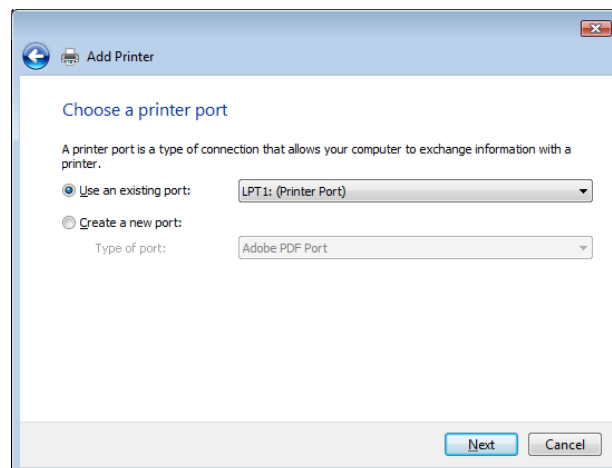 Add Printer
Choose a printer port
A printer port is a type of connection that allows your computer to exchange information with a
printer.
Use an existing port: LPT1: (Printer Port)
Create a new port:
Type of port: Adobe PDF Port
Next Cancel